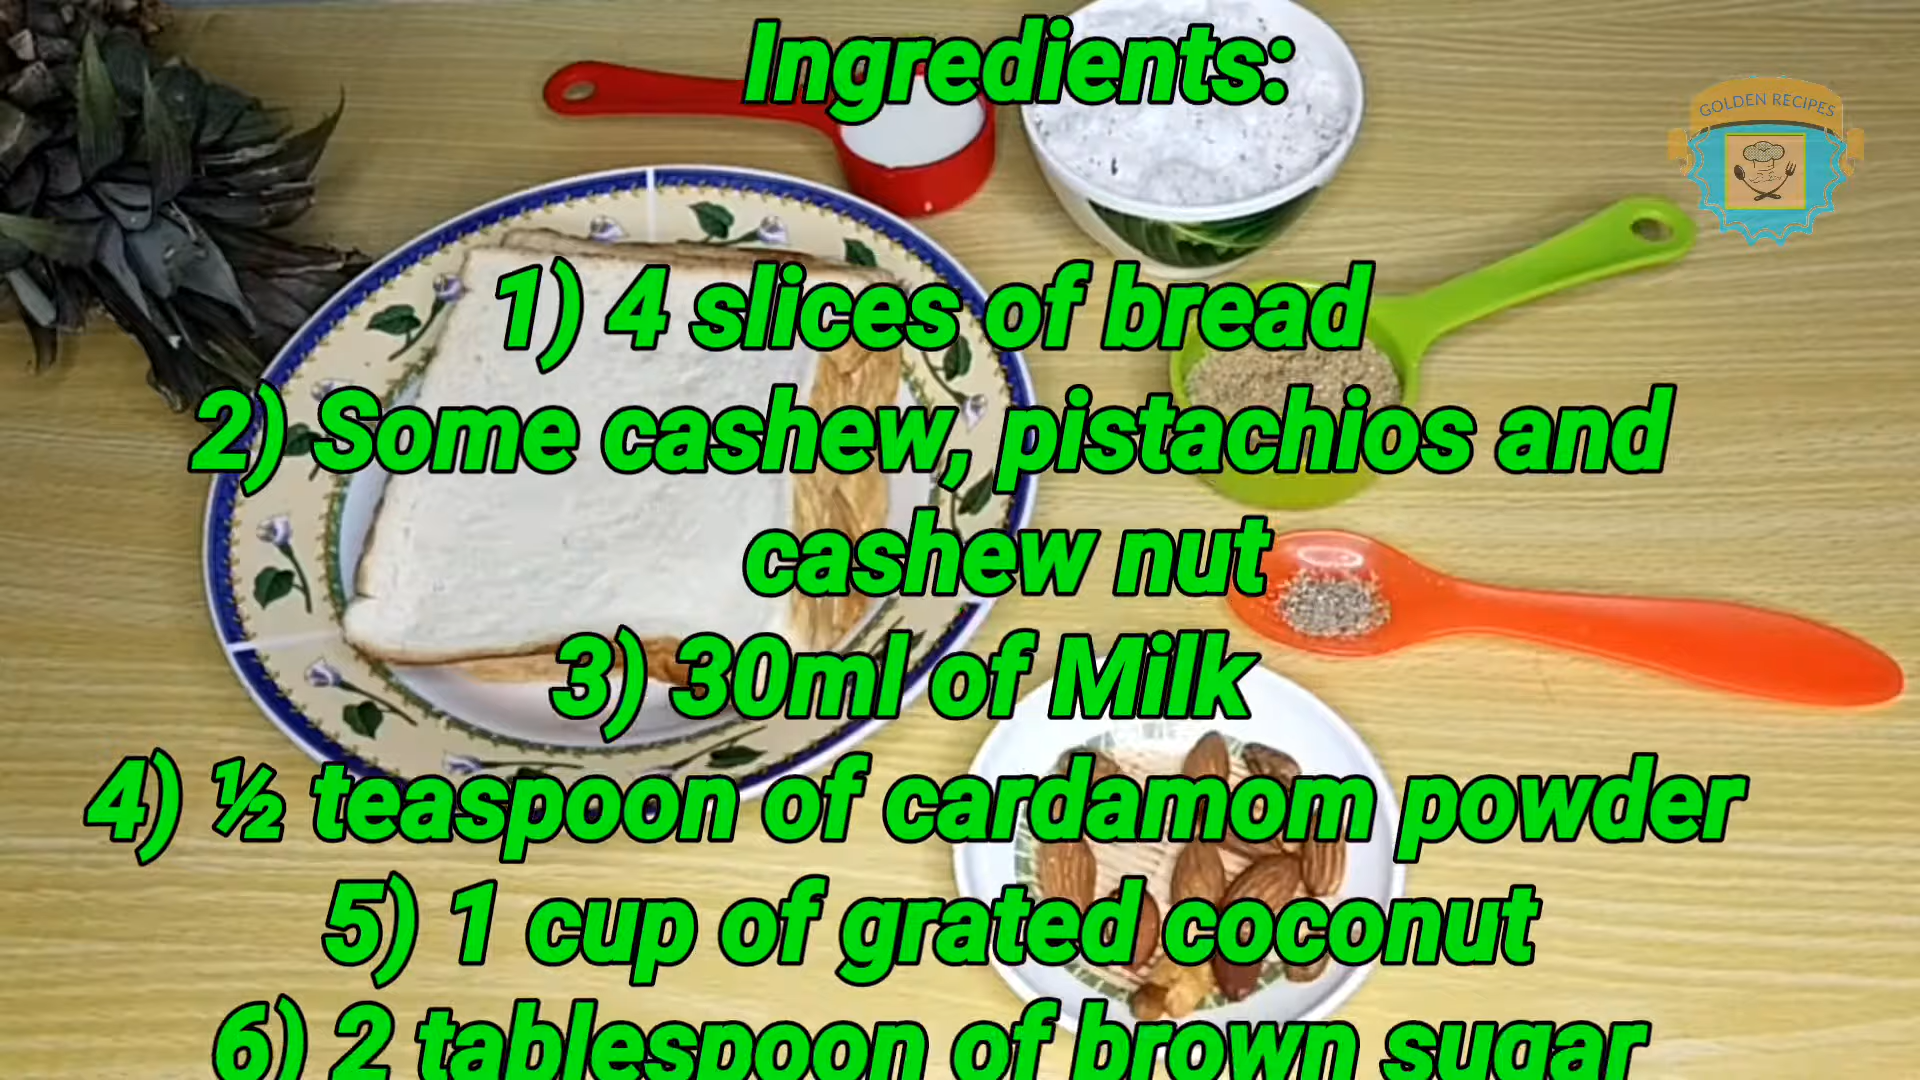 Ingredients:
GOLDEN RECIPES
1) 4 slices of bread
2) Some cashew, pistachios and
cashew nut
3) 30ml of Milk
4) ½ teaspoon of cardamom powder
5) 1 cup of grated coconut
6) 2 tablespoon of brown sugar